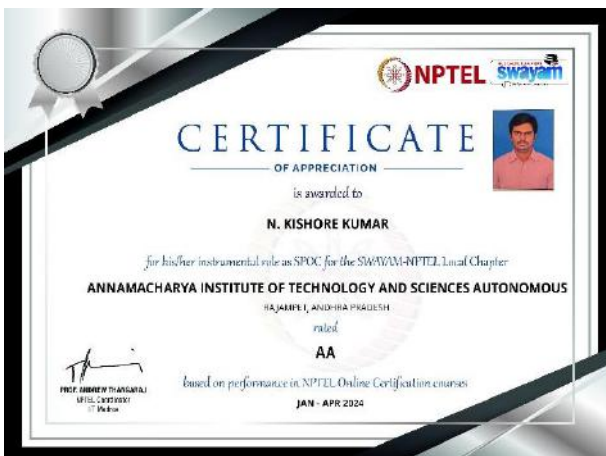 NPTEL swayam
CERTIFICATE
OF APPRECIATION
is awarded to
N. KISHORE KUMAR
for his/her instrumental role as SPOC for the SWAYAM-NPTEL Local Chapter
ANNAMACHARYA INSTITUTE OF TECHNOLOGY AND SCIENCES AUTONOMOUS
RAJAMPET, ANDHRA PRADESH
rated
AA
based on performance in NPTEL Online Certification courses
JAN - APR 2024
PROF. ANDREW THANGARAJ
NPTEL Coordinator
IIT Madras